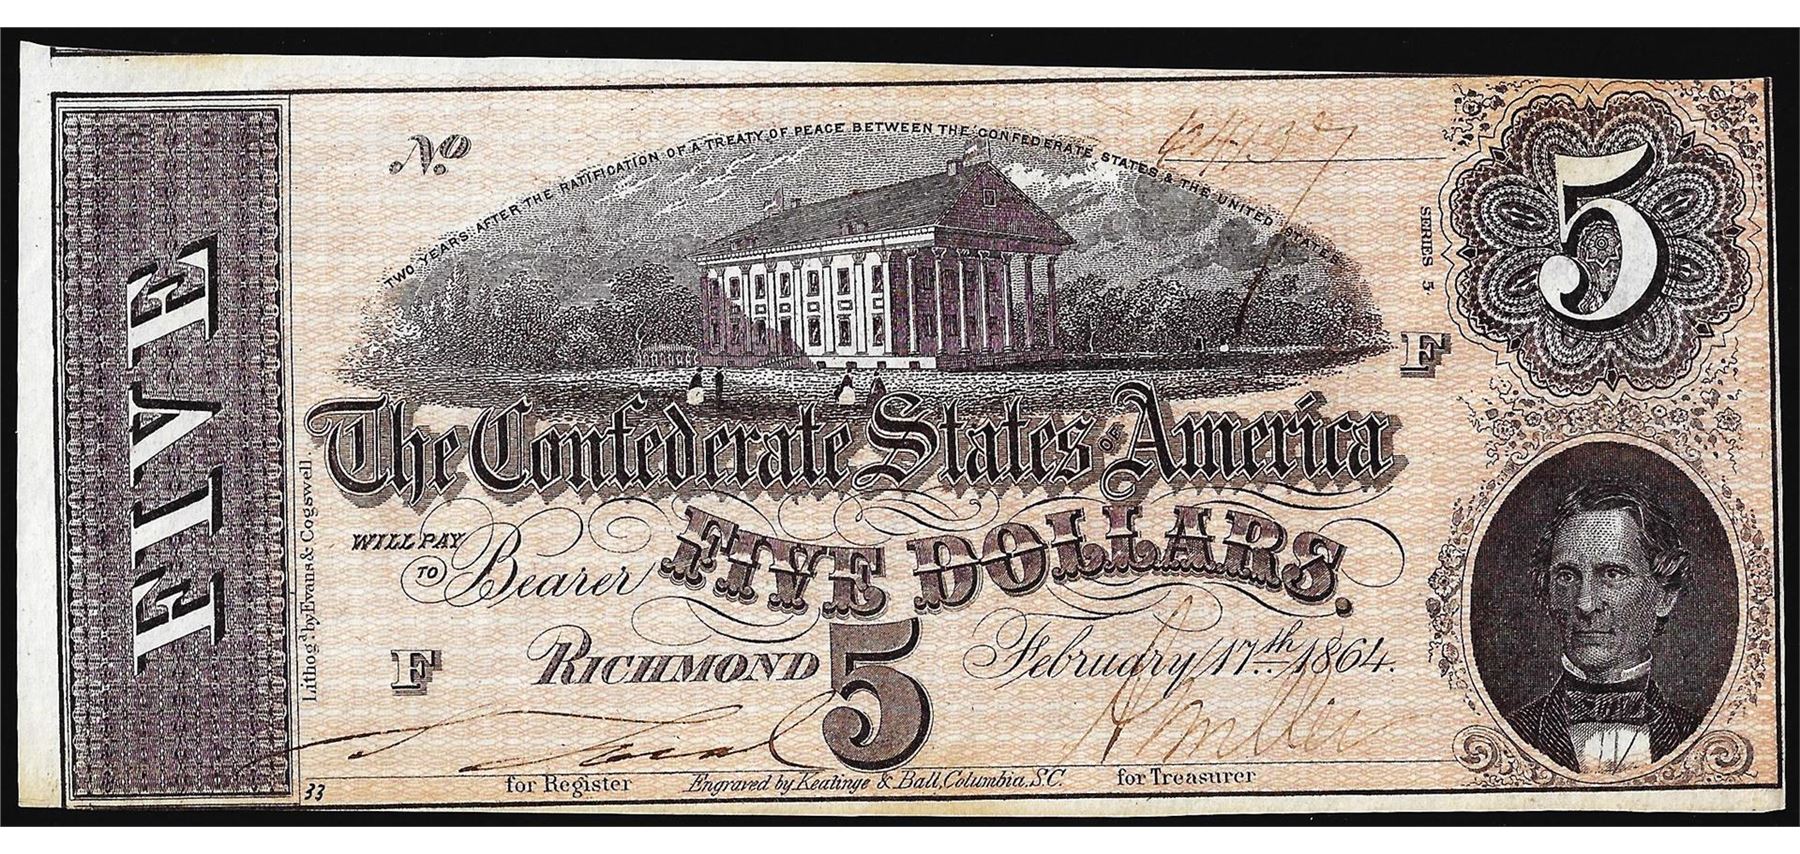 FIVE
No
TWO YEARS AFTER THE RATIFICATION OF A TREATY OF PEACE BETWEEN THE CONFEDERATE STATES & THE UNITED STATES
5
SERIES 5
F
The Confederate States OF America
WILL PAY TO Bearer FIVE DOLLARS.
F RICHMOND 5 February 17th 1864.
Lithog'd by Evans & Cogswell
33 for Register Engraved by Keatinge & Ball, Columbia, S.C. for Treasurer